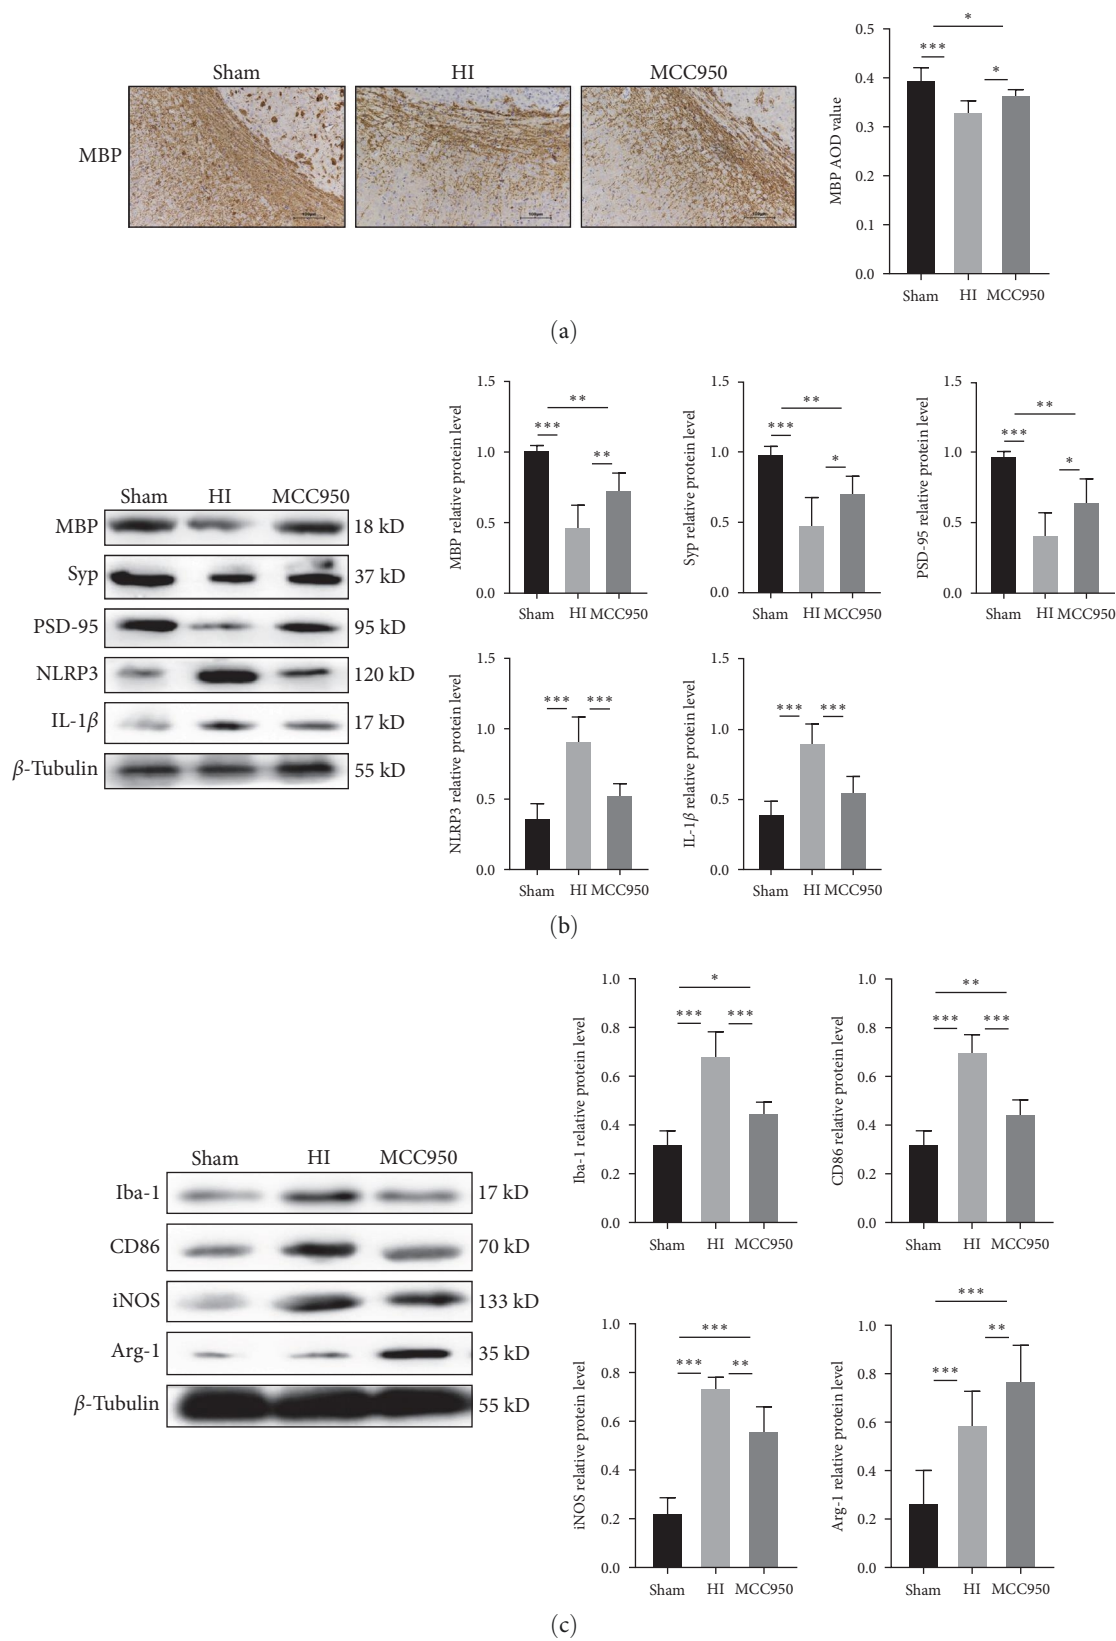 Sham HI MCC950
MBP
0.5
0.4
0.3
0.2
0.1
0.0
MBP AOD value
*
***
*
Sham HI MCC950
(a)
Sham HI MCC950
MBP 18 kD
Syp 37 kD
PSD-95 95 kD
NLRP3 120 kD
IL-1β 17 kD
β-Tubulin 55 kD
1.5
1.0
0.5
0.0
MBP relative protein level
**
***
**
Sham HI MCC950
1.5
1.0
0.5
0.0
Syp relative protein level
**
***
*
Sham HI MCC950
1.5
1.0
0.5
0.0
PSD-95 relative protein level
**
***
*
Sham HI MCC950
1.5
1.0
0.5
0.0
NLRP3 relative protein level
*** ***
Sham HI MCC950
1.5
1.0
0.5
0.0
IL-1β relative protein level
*** ***
Sham HI MCC950
(b)
Sham HI MCC950
Iba-1 17 kD
CD86 70 kD
iNOS 133 kD
Arg-1 35 kD
β-Tubulin 55 kD
1.0
0.8
0.6
0.4
0.2
0.0
Iba-1 relative protein level
*
*** ***
Sham HI MCC950
1.0
0.8
0.6
0.4
0.2
0.0
CD86 relative protein level
**
*** ***
Sham HI MCC950
1.0
0.8
0.6
0.4
0.2
0.0
iNOS relative protein level
***
*** **
Sham HI MCC950
1.0
0.8
0.6
0.4
0.2
0.0
Arg-1 relative protein level
***
**
***
Sham HI MCC950
(c)